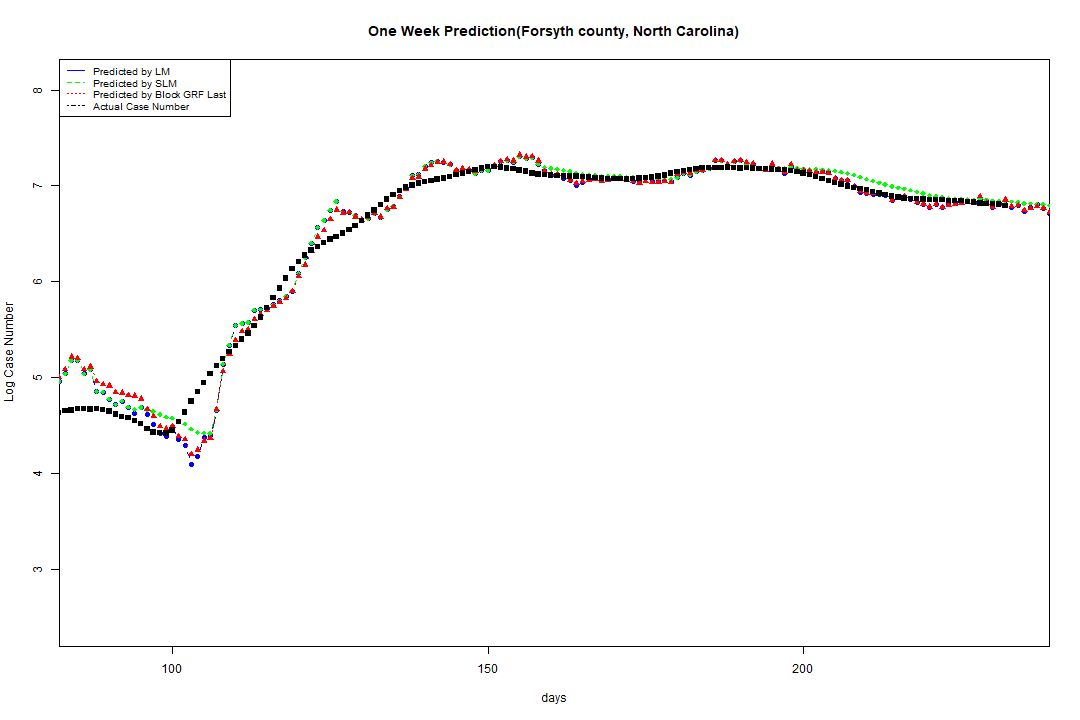 One Week Prediction(Forsyth county, North Carolina)
Predicted by LM
Predicted by SLM
Predicted by Block GRF Last
Actual Case Number
8
7
6
5
4
3
Log Case Number
100 150 200
days